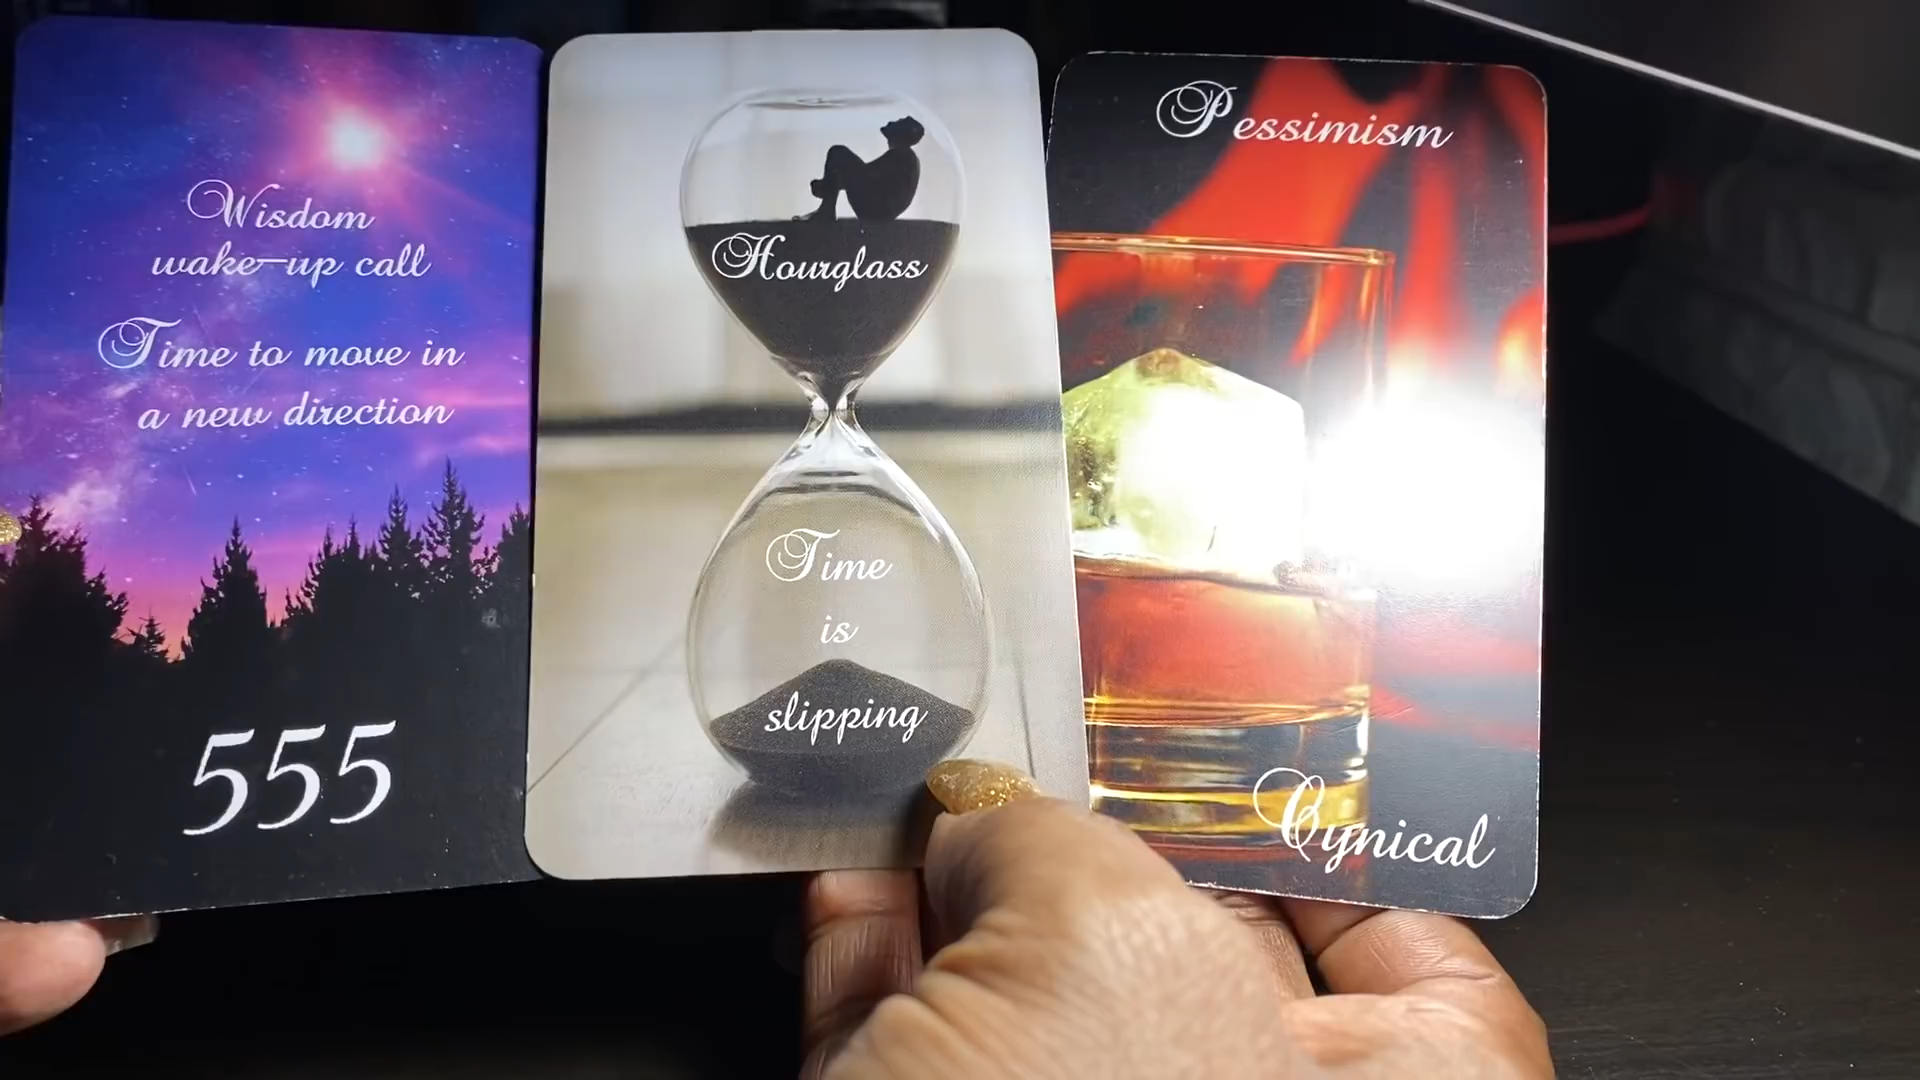 Wisdom
wake-up call
Time to move in
a new direction
555
Hourglass
Time
is
slipping
Pessimism
Cynical